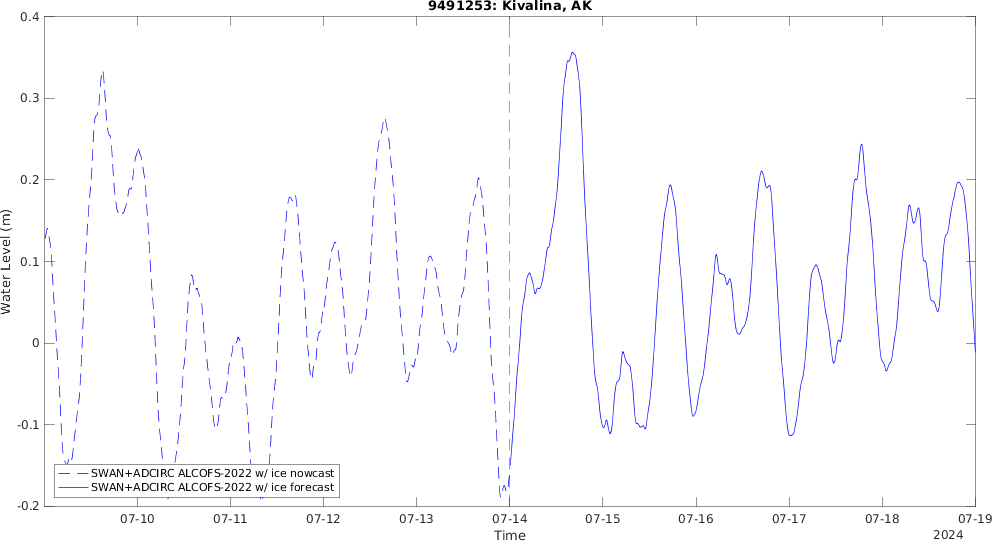 9491253: Kivalina, AK
0.4
0.3
0.2
0.1
0
-0.1
-0.2
Water Level (m)
SWAN+ADCIRC ALCOFS-2022 w/ ice nowcast
SWAN+ADCIRC ALCOFS-2022 w/ ice forecast
07-10 07-11 07-12 07-13 07-14 07-15 07-16 07-17 07-18 07-19
Time
2024